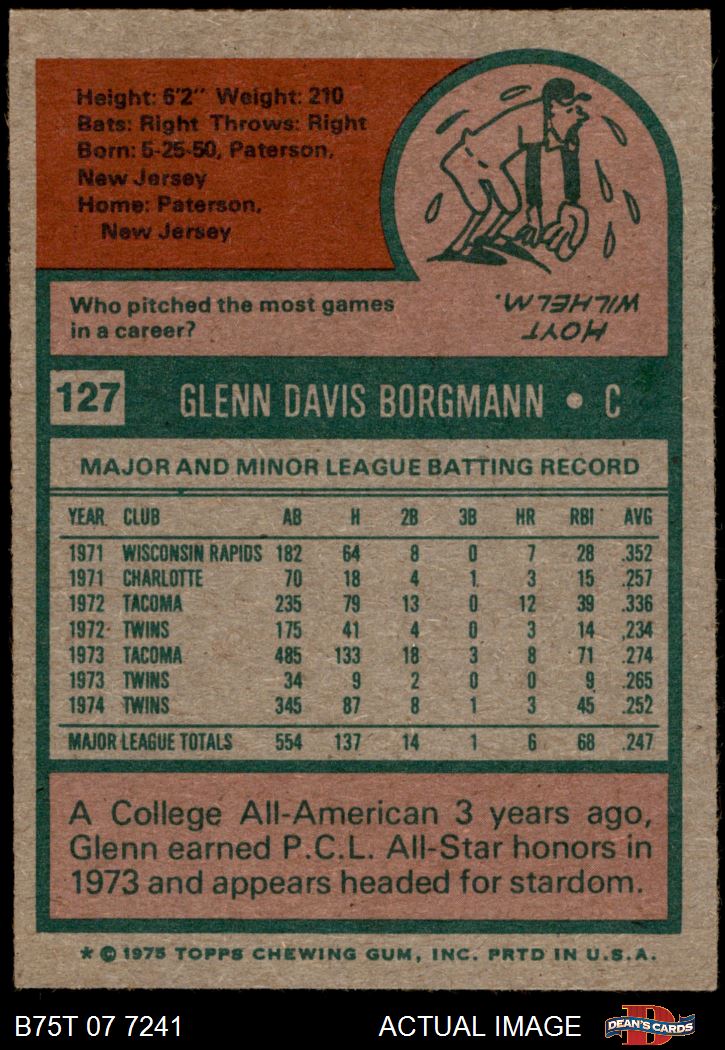 Height: 6'2" Weight: 210
Bats: Right Throws: Right
Born: 5-25-50, Paterson,
New Jersey
Home: Paterson,
New Jersey
Who pitched the most games
in a career?
HOYT
WILHELM.
127 GLENN DAVIS BORGMANN • C
MAJOR AND MINOR LEAGUE BATTING RECORD
YEAR CLUB AB H 2B 3B HR RBI AVG
1971 WISCONSIN RAPIDS 182 64 8 0 7 28 .352
1971 CHARLOTTE 70 18 4 1 3 15 .257
1972 TACOMA 235 79 13 0 12 39 .336
1972 TWINS 175 41 4 0 3 14 .234
1973 TACOMA 485 133 18 3 8 71 .274
1973 TWINS 34 9 2 0 0 9 .265
1974 TWINS 345 87 8 1 3 45 .252
MAJOR LEAGUE TOTALS 554 137 14 1 6 68 .247
A College All-American 3 years ago,
Glenn earned P.C.L. All-Star honors in
1973 and appears headed for stardom.
* © 1975 TOPPS CHEWING GUM, INC. PRTD IN U.S.A.
B75T 07 7241 ACTUAL IMAGE DEAN'S CARDS